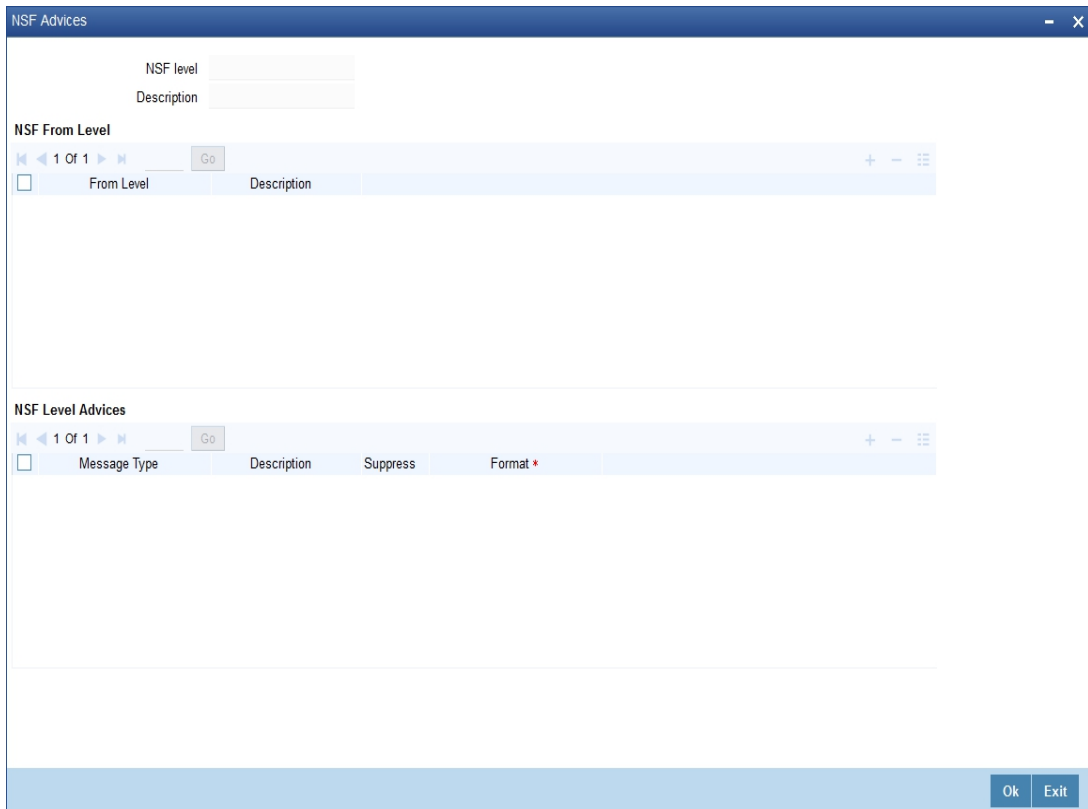 NSF Advices
NSF level
Description
NSF From Level
1 Of 1 Go
From Level Description
NSF Level Advices
1 Of 1 Go
Message Type Description Suppress Format *
Ok Exit